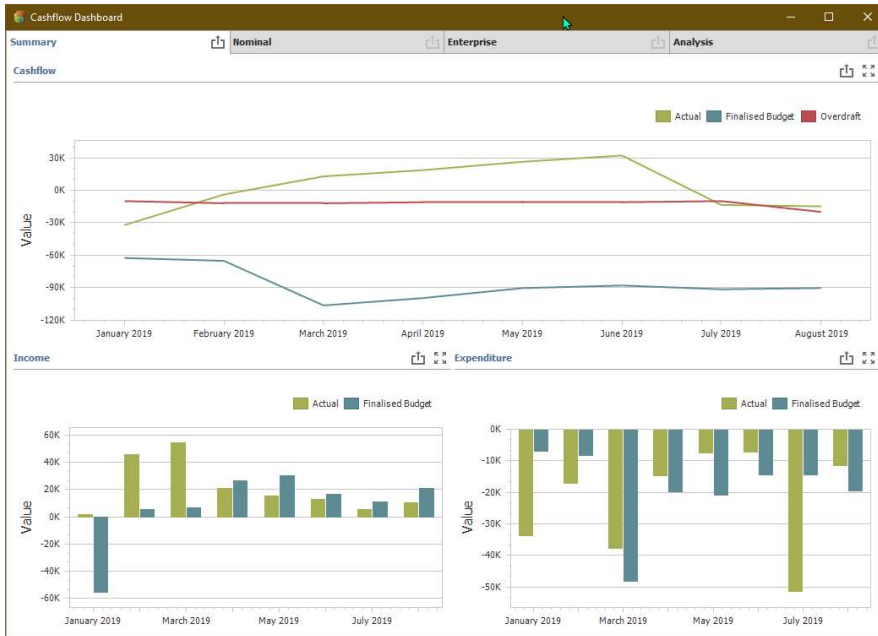 Cashflow Dashboard
Summary Nominal Enterprise Analysis
Cashflow
Actual Finalised Budget Overdraft
30K
0K
-30K
-60K
-90K
-120K
Value
January 2019 February 2019 March 2019 April 2019 May 2019 June 2019 July 2019 August 2019
Income
Actual Finalised Budget
60K
40K
20K
0K
-20K
-40K
-60K
Value
January 2019 March 2019 May 2019 July 2019
Expenditure
Actual Finalised Budget
0K
-10K
-20K
-30K
-40K
-50K
Value
January 2019 March 2019 May 2019 July 2019